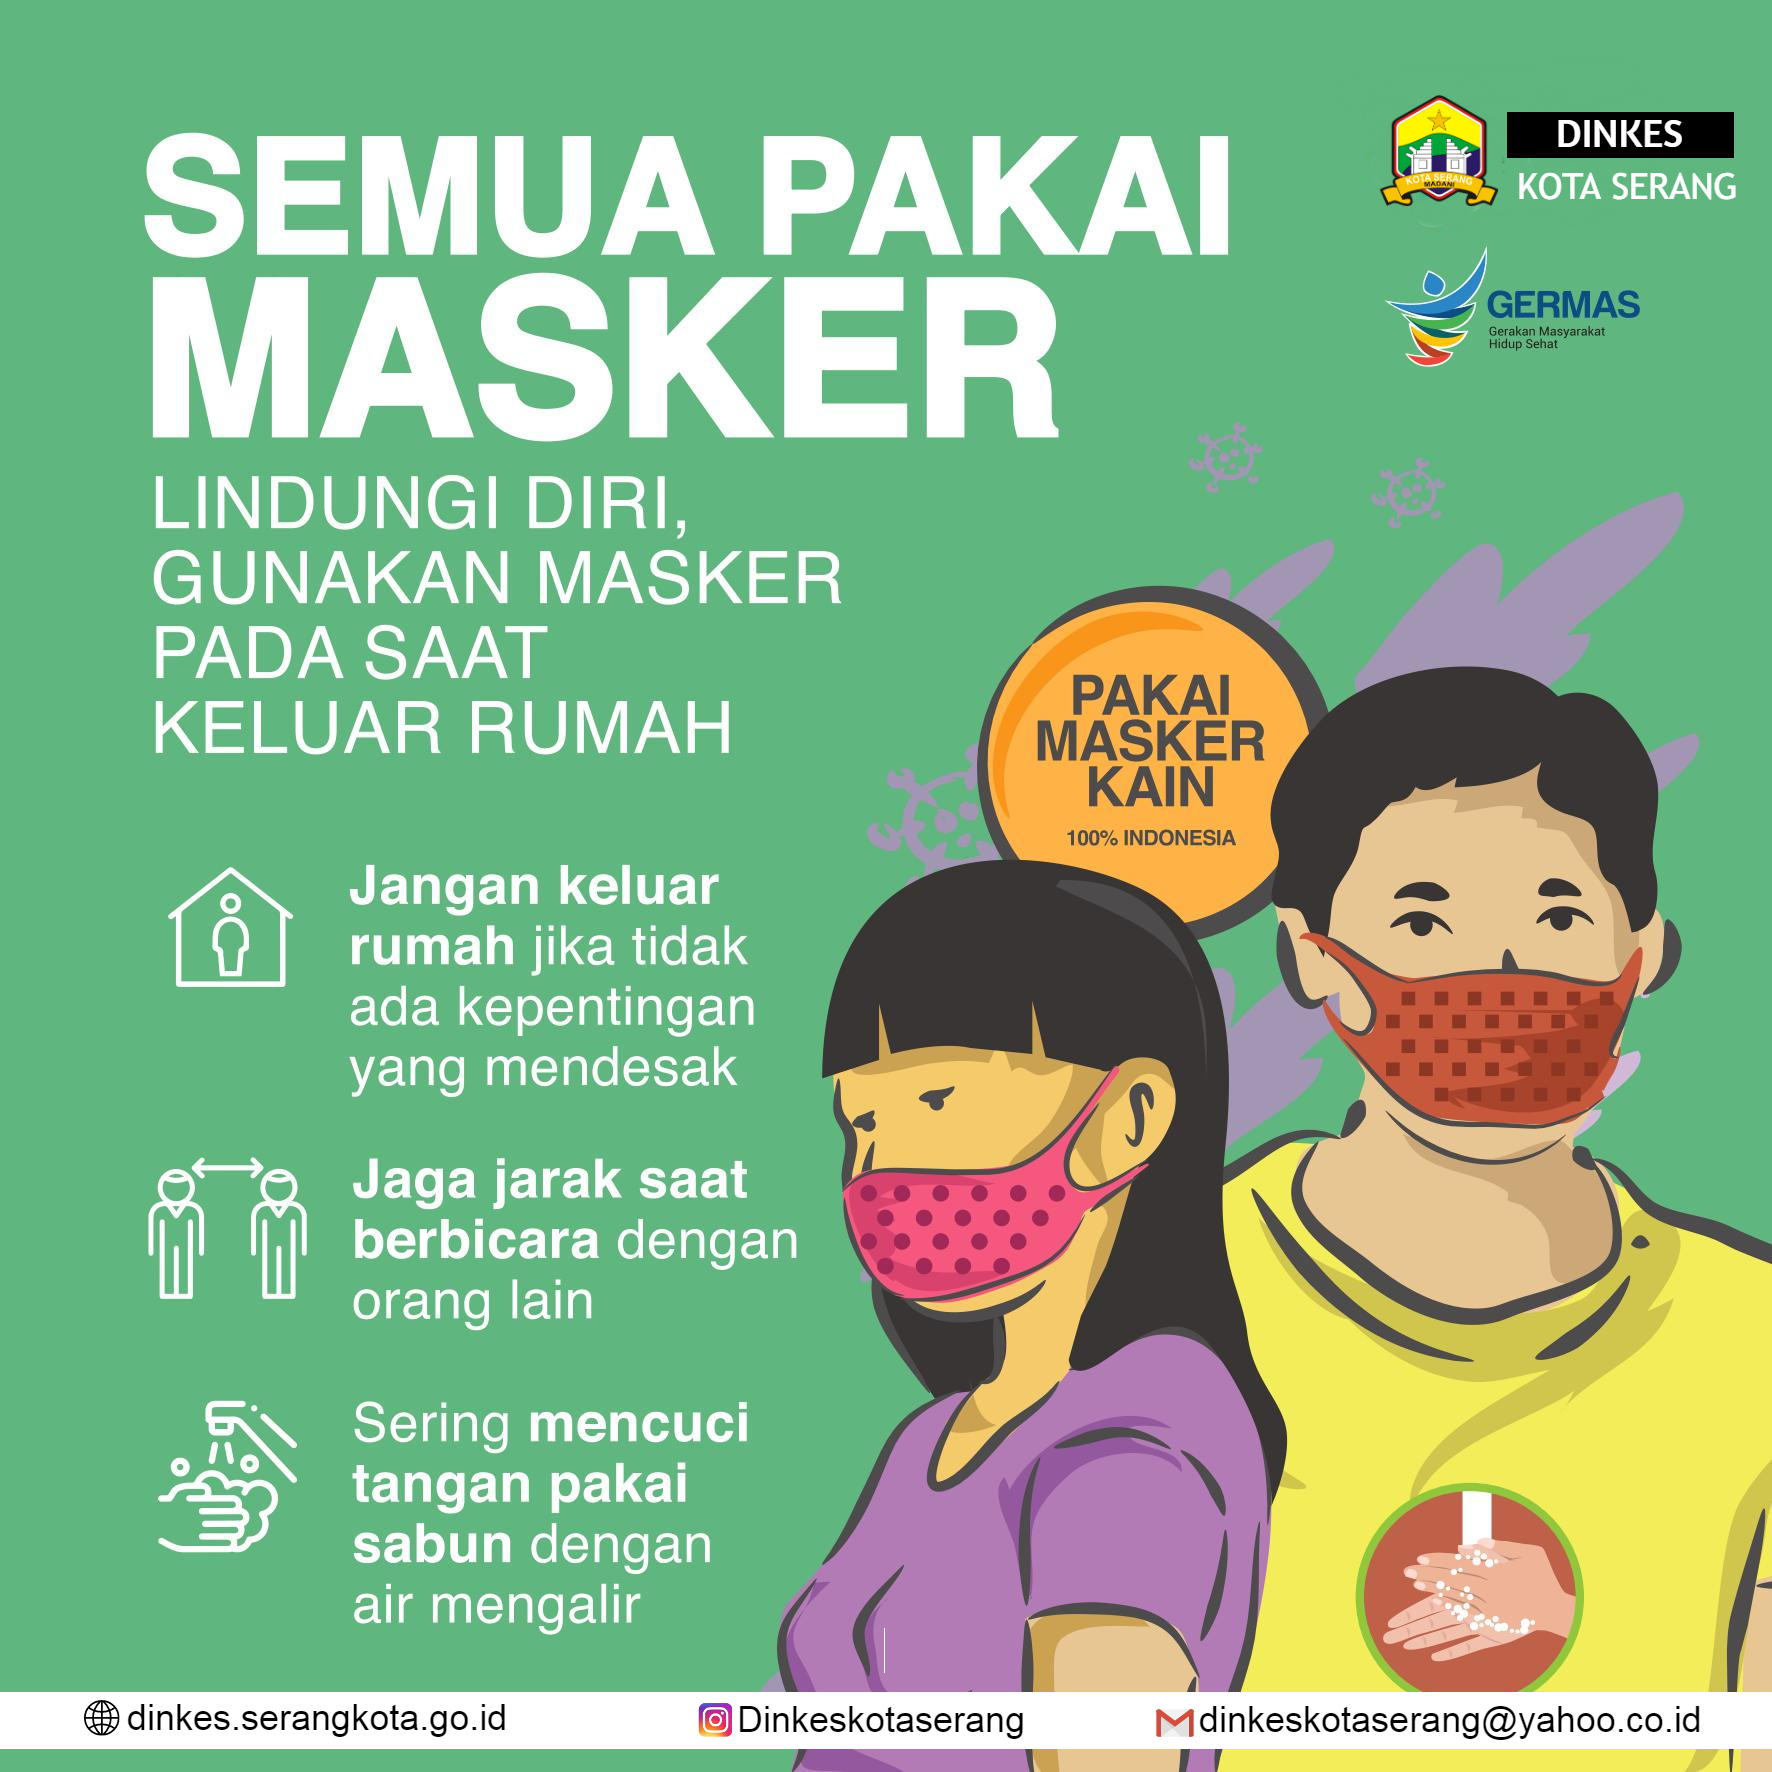 SEMUA PAKAI
MASKER
LINDUNGI DIRI,
GUNAKAN MASKER
PADA SAAT
KELUAR RUMAH
DINKES
KOTA SERANG
KOTA SERANG
MADANI
GERMAS
Gerakan Masyarakat
Hidup Sehat
PAKAI
MASKER
KAIN
100% INDONESIA
Jangan keluar
rumah jika tidak
ada kepentingan
yang mendesak
Jaga jarak saat
berbicara dengan
orang lain
Sering mencuci
tangan pakai
sabun dengan
air mengalir
dinkes.serangkota.go.id
Dinkeskotaserang
dinkeskotaserang@yahoo.co.id